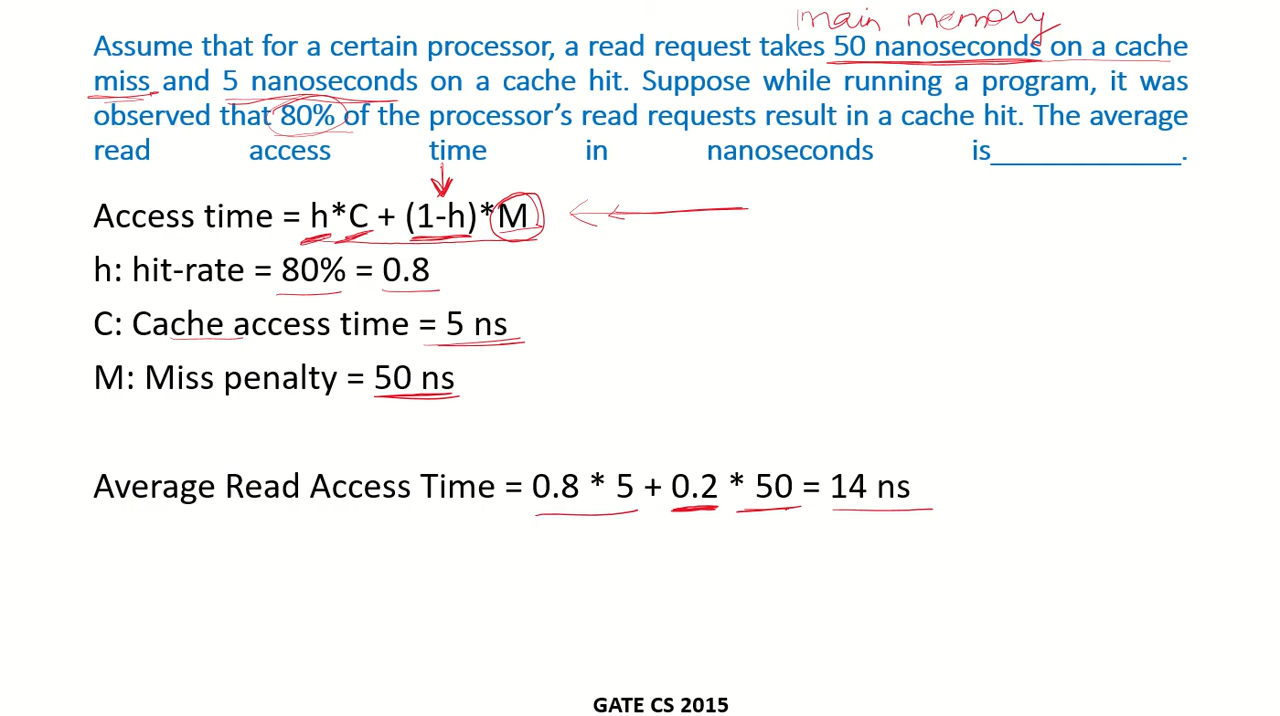 main memory
Assume that for a certain processor, a read request takes 50 nanoseconds on a cache
miss and 5 nanoseconds on a cache hit. Suppose while running a program, it was
observed that 80% of the processor's read requests result in a cache hit. The average
read access time in nanoseconds is____________.
Access time = h*C + (1-h)*M
h: hit-rate = 80% = 0.8
C: Cache access time = 5 ns
M: Miss penalty = 50 ns
Average Read Access Time = 0.8 * 5 + 0.2 * 50 = 14 ns
GATE CS 2015